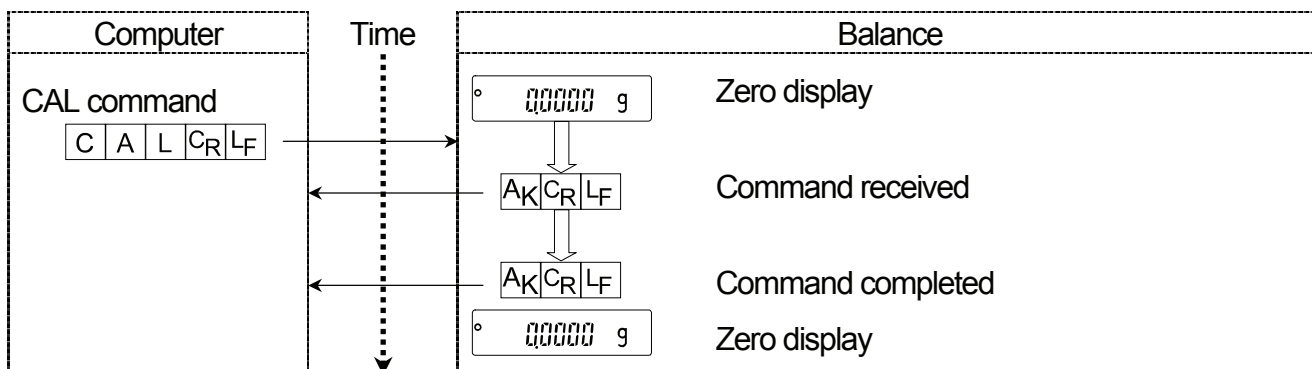 Computer Time Balance
0.0000 g Zero display
CAL command
C A L CR LF
AK CR LF Command received
AK CR LF Command completed
0.0000 g Zero display